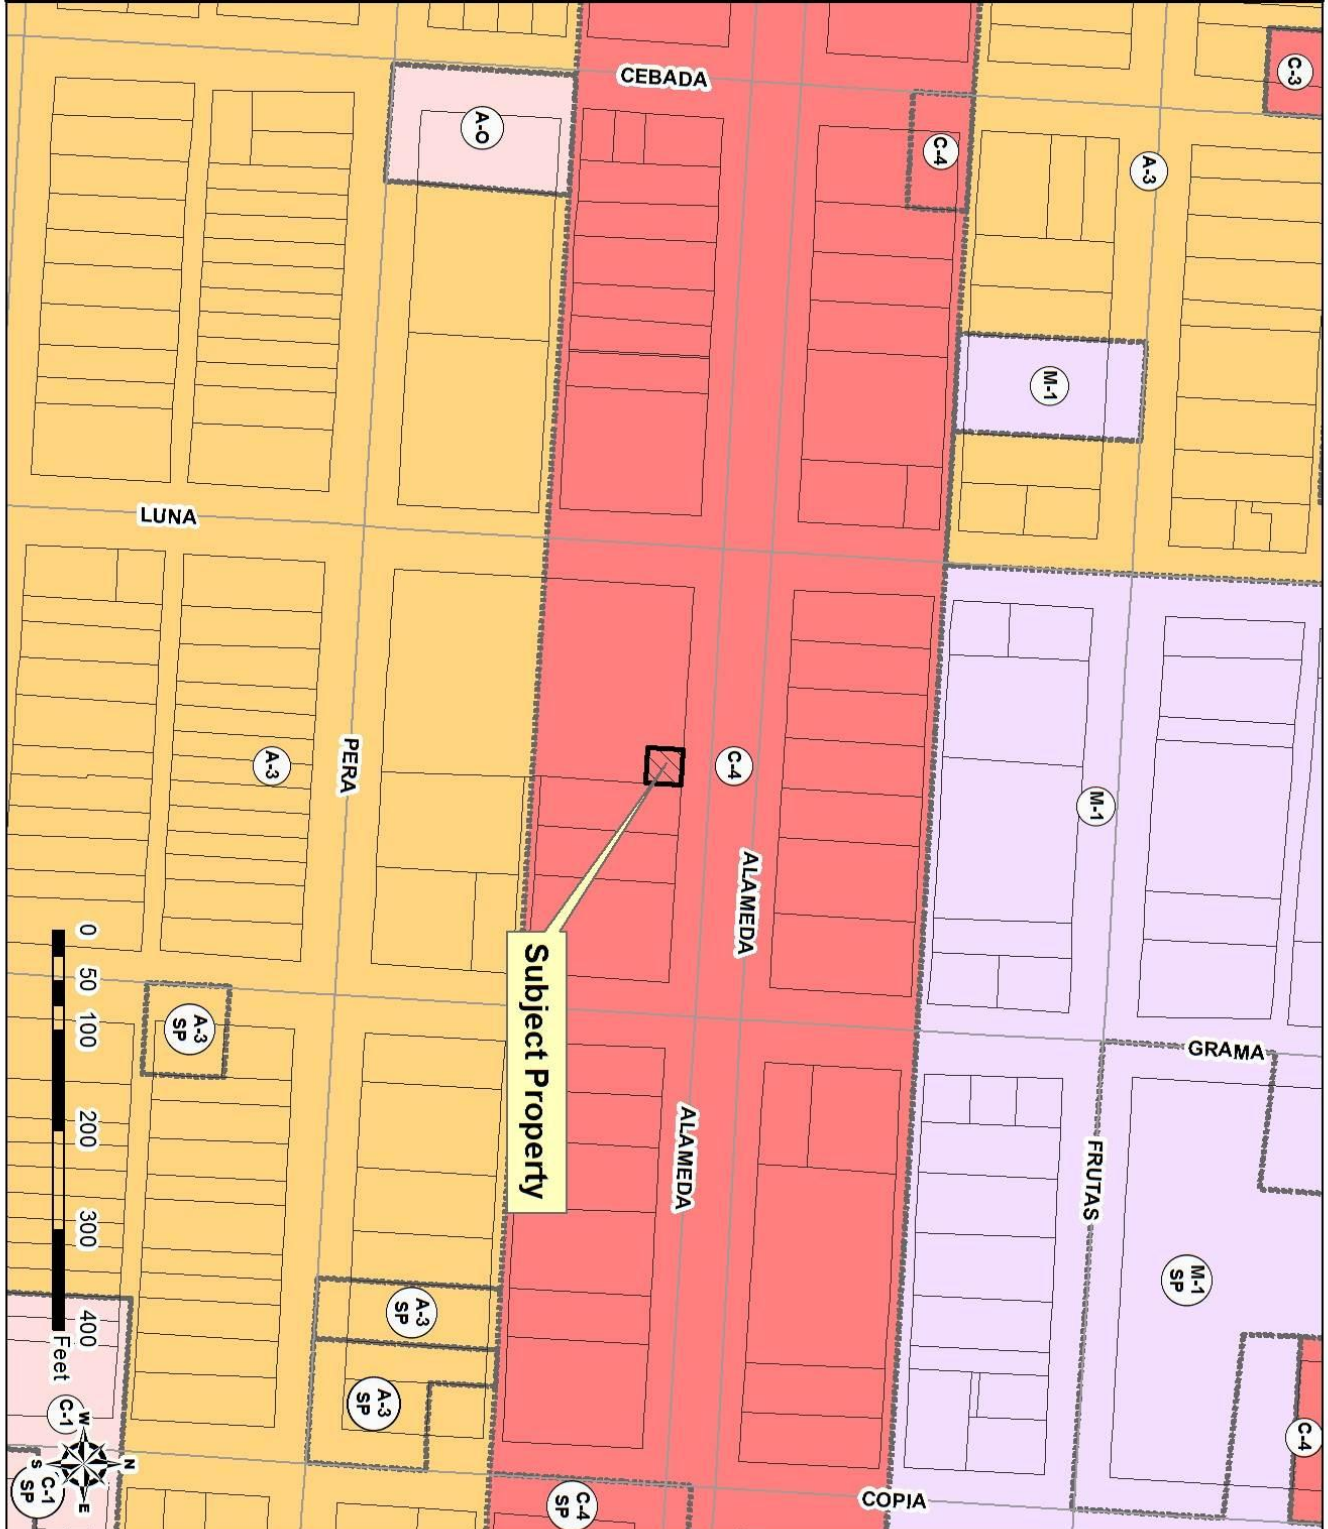 CEBADA
C-3
A-O
C-4
A-3
M-1
LUNA
PERA
A-3
C-4
M-1
ALAMEDA
Subject Property
A-3
SP
GRAMA
ALAMEDA
FRUTAS
M-1
SP
A-3
SP
A-3
SP
C-4
C-4
SP
COPIA
C-1
C-1
SP
0 50 100 200 300 400
Feet
N
W
E
S